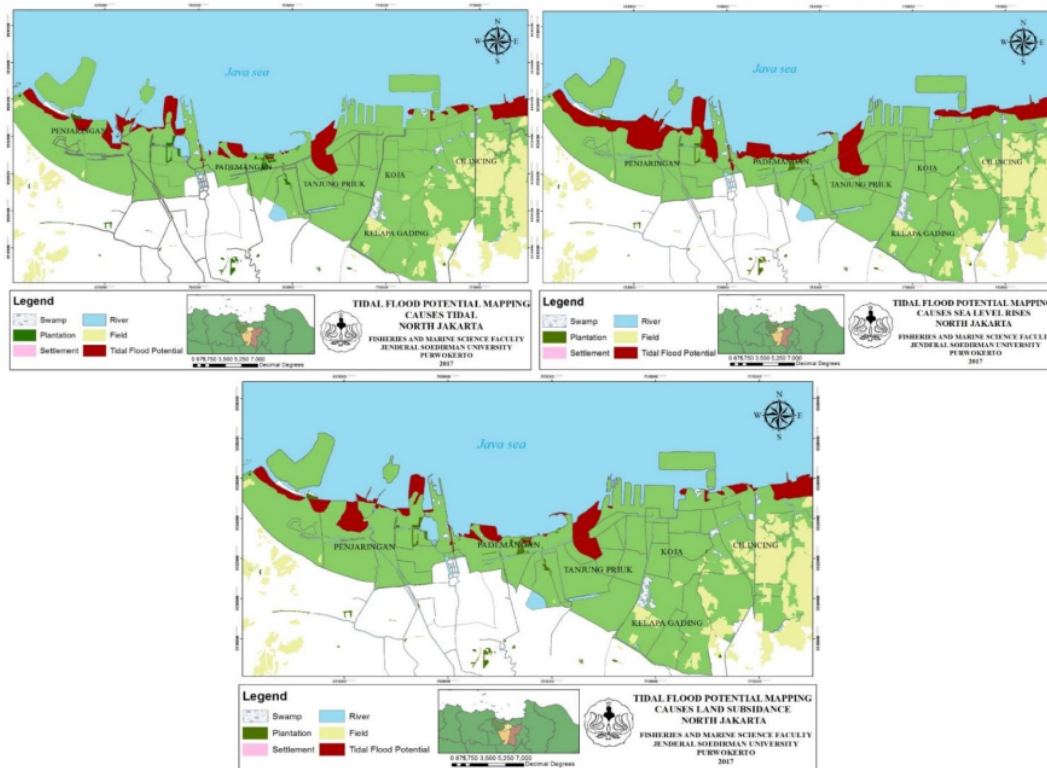 N
W E
S
Java sea
PENJARINGAN
PADEMANGAN
TANJUNG PRIUK
KOJA
CILINCING
KELAPA GADING
Legend
Swamp
River
Plantation
Field
Settlement
Tidal Flood Potential
Decimal Degrees
TIDAL FLOOD POTENTIAL MAPPING
CAUSES TIDAL
NORTH JAKARTA
FISHERIES AND MARINE SCIENCE FACULTY
JENDERAL SOEDIRMAN UNIVERSITY
PURWOKERTO
2017
N
W E
S
Java sea
PENJARINGAN
PADEMANGAN
TANJUNG PRIUK
KOJA
CILINCING
KELAPA GADING
Legend
Swamp
River
Plantation
Field
Settlement
Tidal Flood Potential
Decimal Degrees
TIDAL FLOOD POTENTIAL MAPPING
CAUSES SEA LEVEL RISES
NORTH JAKARTA
FISHERIES AND MARINE SCIENCE FACULTY
JENDERAL SOEDIRMAN UNIVERSITY
PURWOKERTO
2017
N
W E
S
Java sea
PENJARINGAN
PADEMANGAN
TANJUNG PRIUK
KOJA
CILINCING
KELAPA GADING
Legend
Swamp
River
Plantation
Field
Settlement
Tidal Flood Potential
Decimal Degrees
TIDAL FLOOD POTENTIAL MAPPING
CAUSES LAND SUBSIDANCE
NORTH JAKARTA
FISHERIES AND MARINE SCIENCE FACULTY
JENDERAL SOEDIRMAN UNIVERSITY
PURWOKERTO
2017